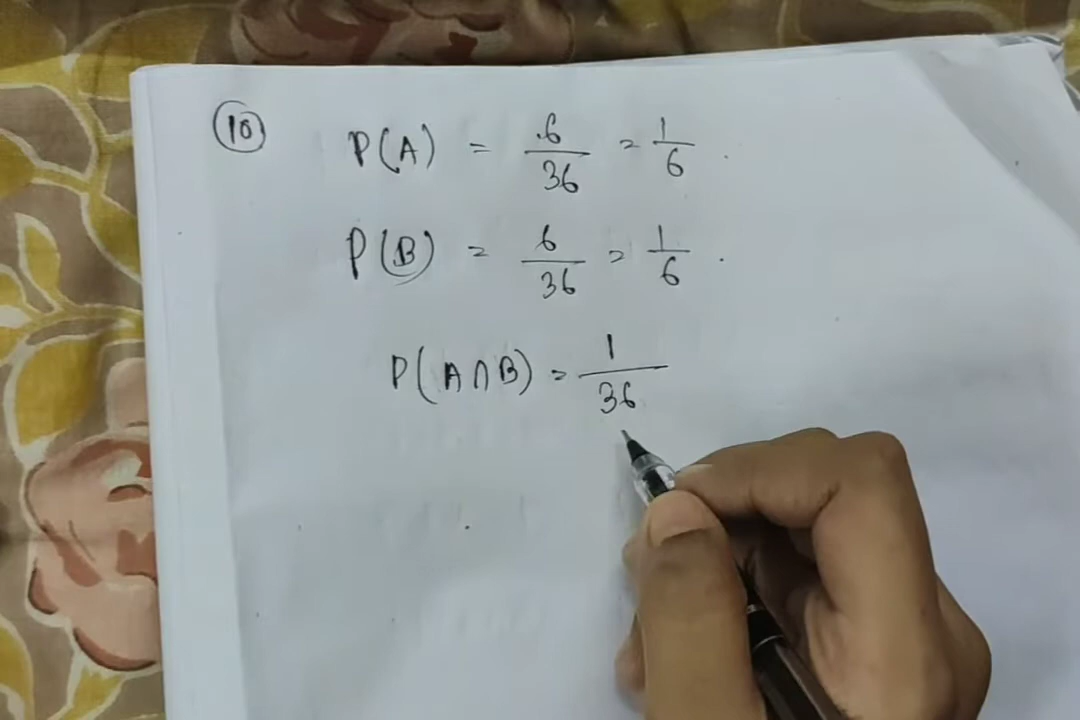 10 P(A) = 6/36 = 1/6 .
P(B) = 6/36 = 1/6 .
P(A∩B) = 1/36